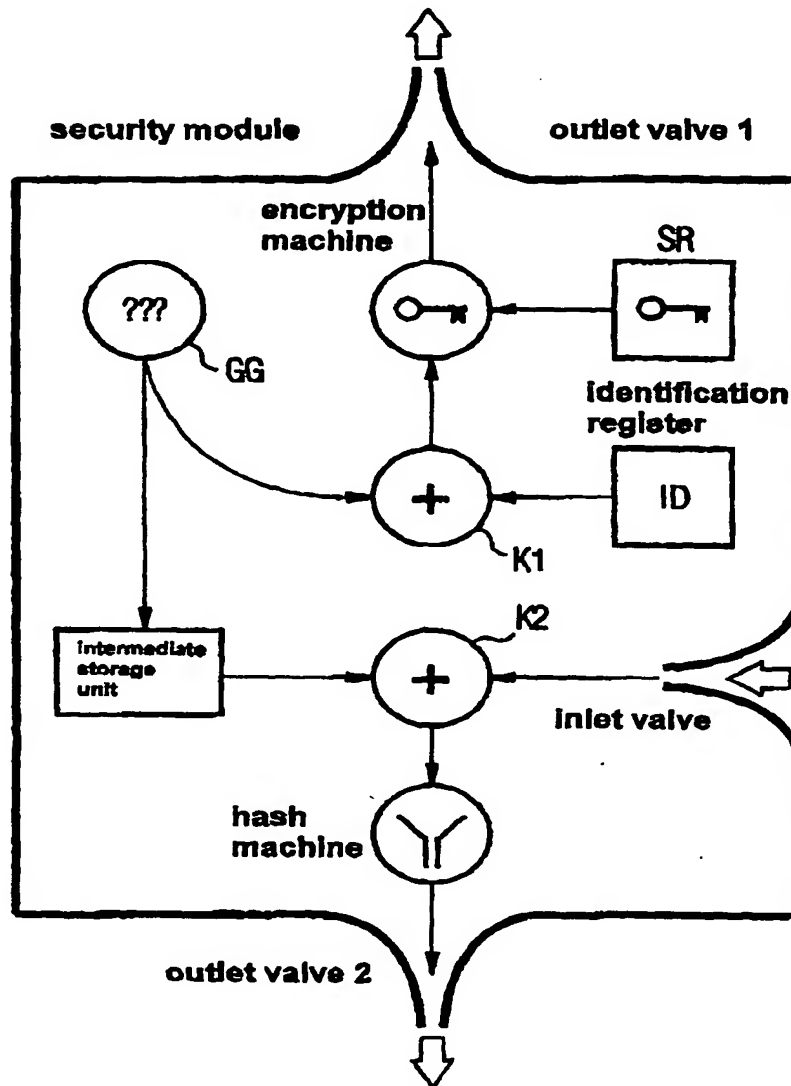 security module
outlet valve 1
encryption
machine
SR
???
GG
identification
register
+
ID
K1
K2
intermediate
storage
unit
+
inlet valve
hash
machine
outlet valve 2